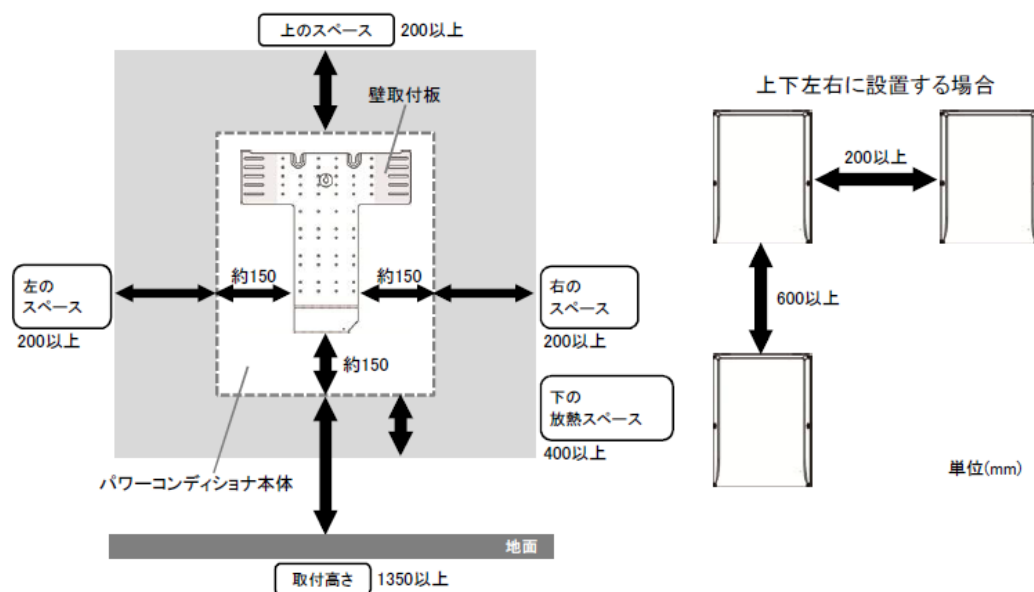 上のスペース 200以上
壁取付板
上下左右に設置する場合
200以上
左の
スペース
200以上
約150
約150
右の
スペース
200以上
600以上
約150
下の
放熱スペース
400以上
パワーコンディショナ本体
単位(mm)
地面
取付高さ 1350以上